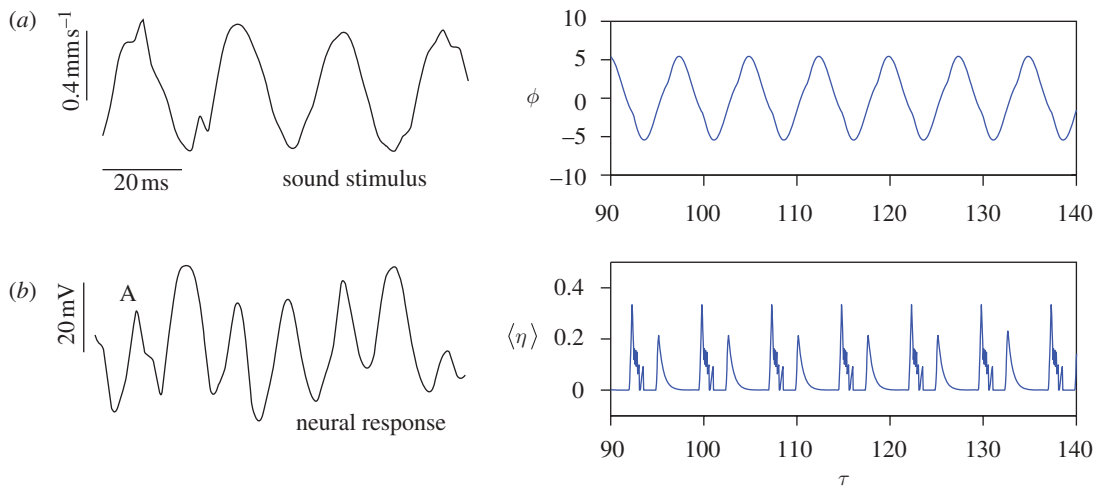 (a)
0.4 mms⁻¹
20 ms
sound stimulus
ϕ
10
5
0
−5
−10
90 100 110 120 130 140
(b)
20 mV
A
neural response
⟨η⟩
0.4
0.2
0
90 100 110 120 130 140
τ